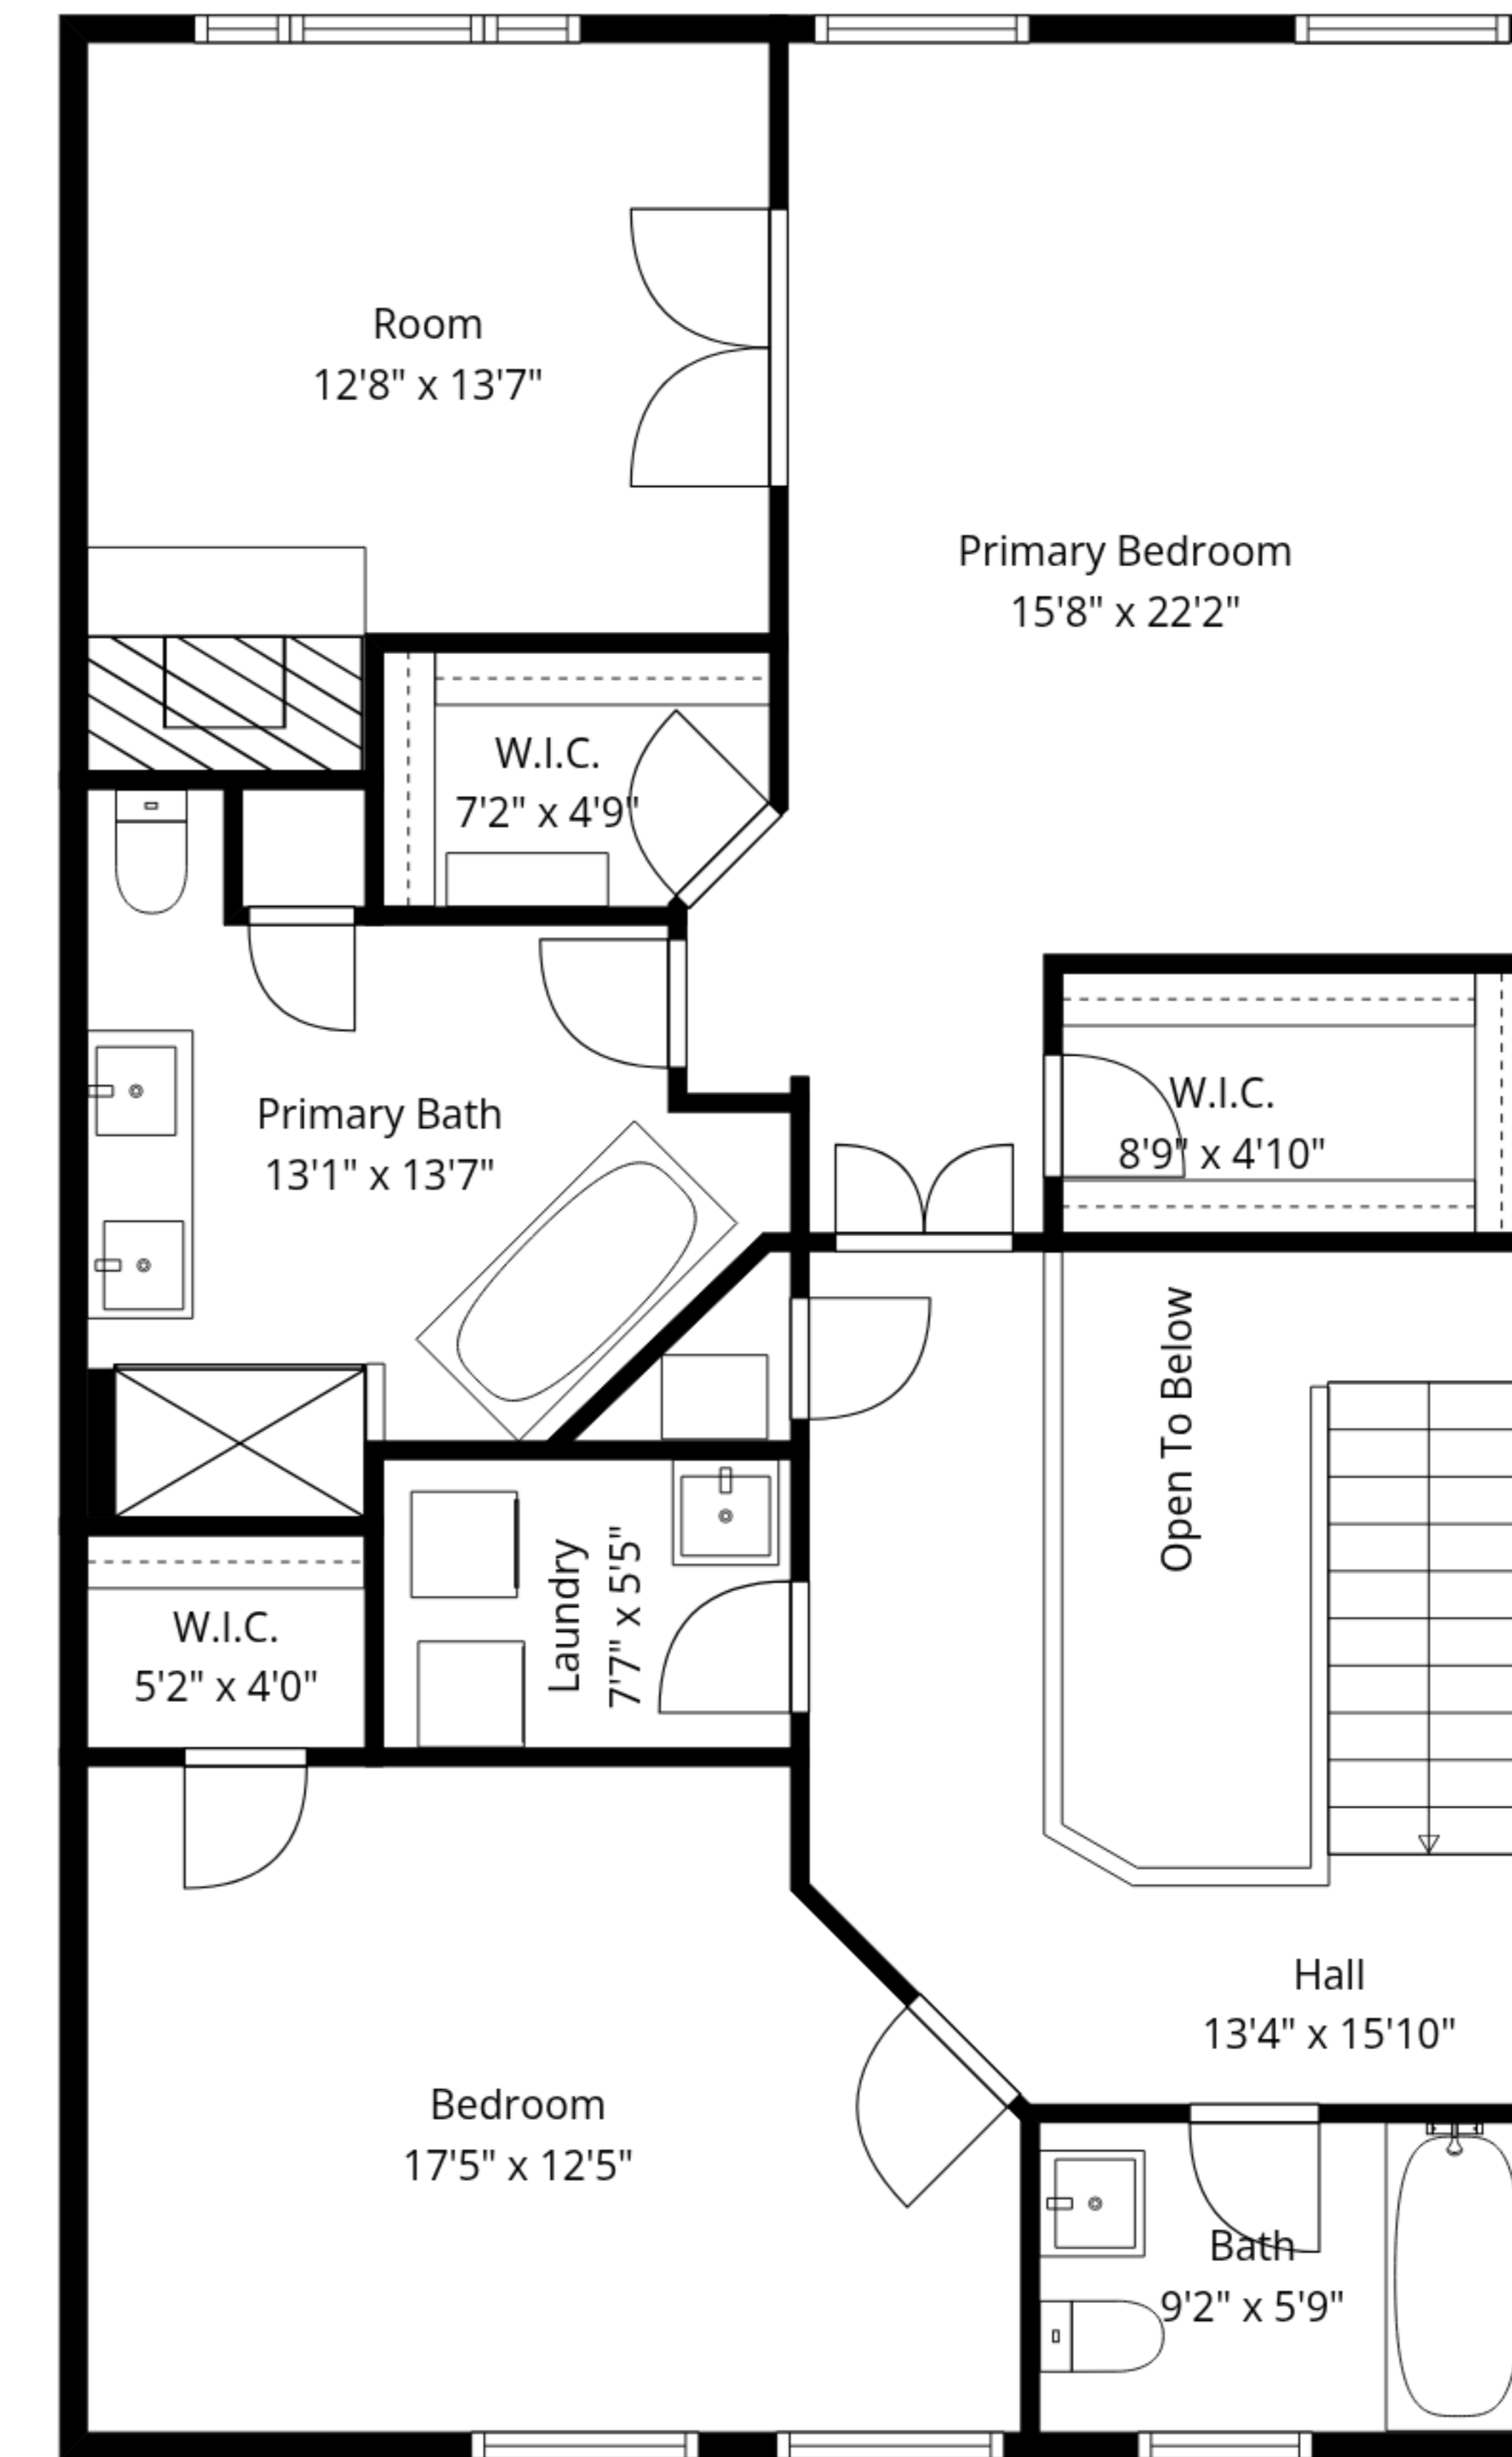 Room
12'8" x 13'7"
Primary Bedroom
15'8" x 22'2"
W.I.C.
7'2" x 4'9"
W.I.C.
8'9" x 4'10"
Primary Bath
13'1" x 13'7"
Open To Below
Laundry
7'7" x 5'5"
W.I.C.
5'2" x 4'0"
Hall
13'4" x 15'10"
Bedroom
17'5" x 12'5"
Bath
9'2" x 5'9"